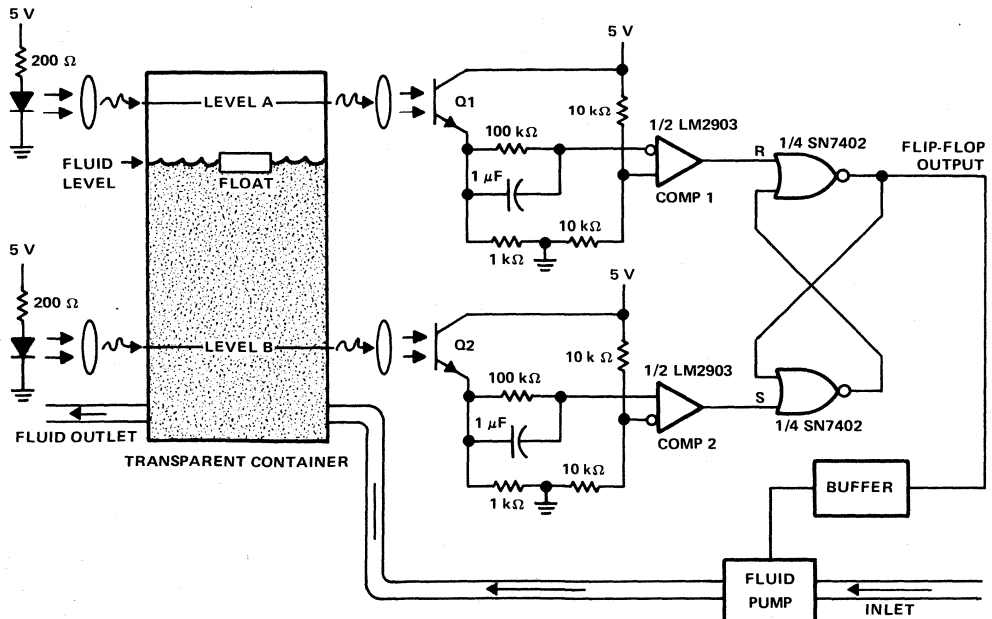 5 V
200 Ω
LEVEL A
FLUID
LEVEL
FLOAT
5 V
200 Ω
LEVEL B
FLUID OUTLET
TRANSPARENT CONTAINER
Q1
5 V
10 kΩ
100 kΩ
1 μF
1 kΩ
10 kΩ
1/2 LM2903
COMP 1
R
1/4 SN7402
FLIP-FLOP
OUTPUT
Q2
5 V
10 kΩ
100 kΩ
1 μF
1 kΩ
10 kΩ
1/2 LM2903
COMP 2
S
1/4 SN7402
BUFFER
FLUID
PUMP
INLET